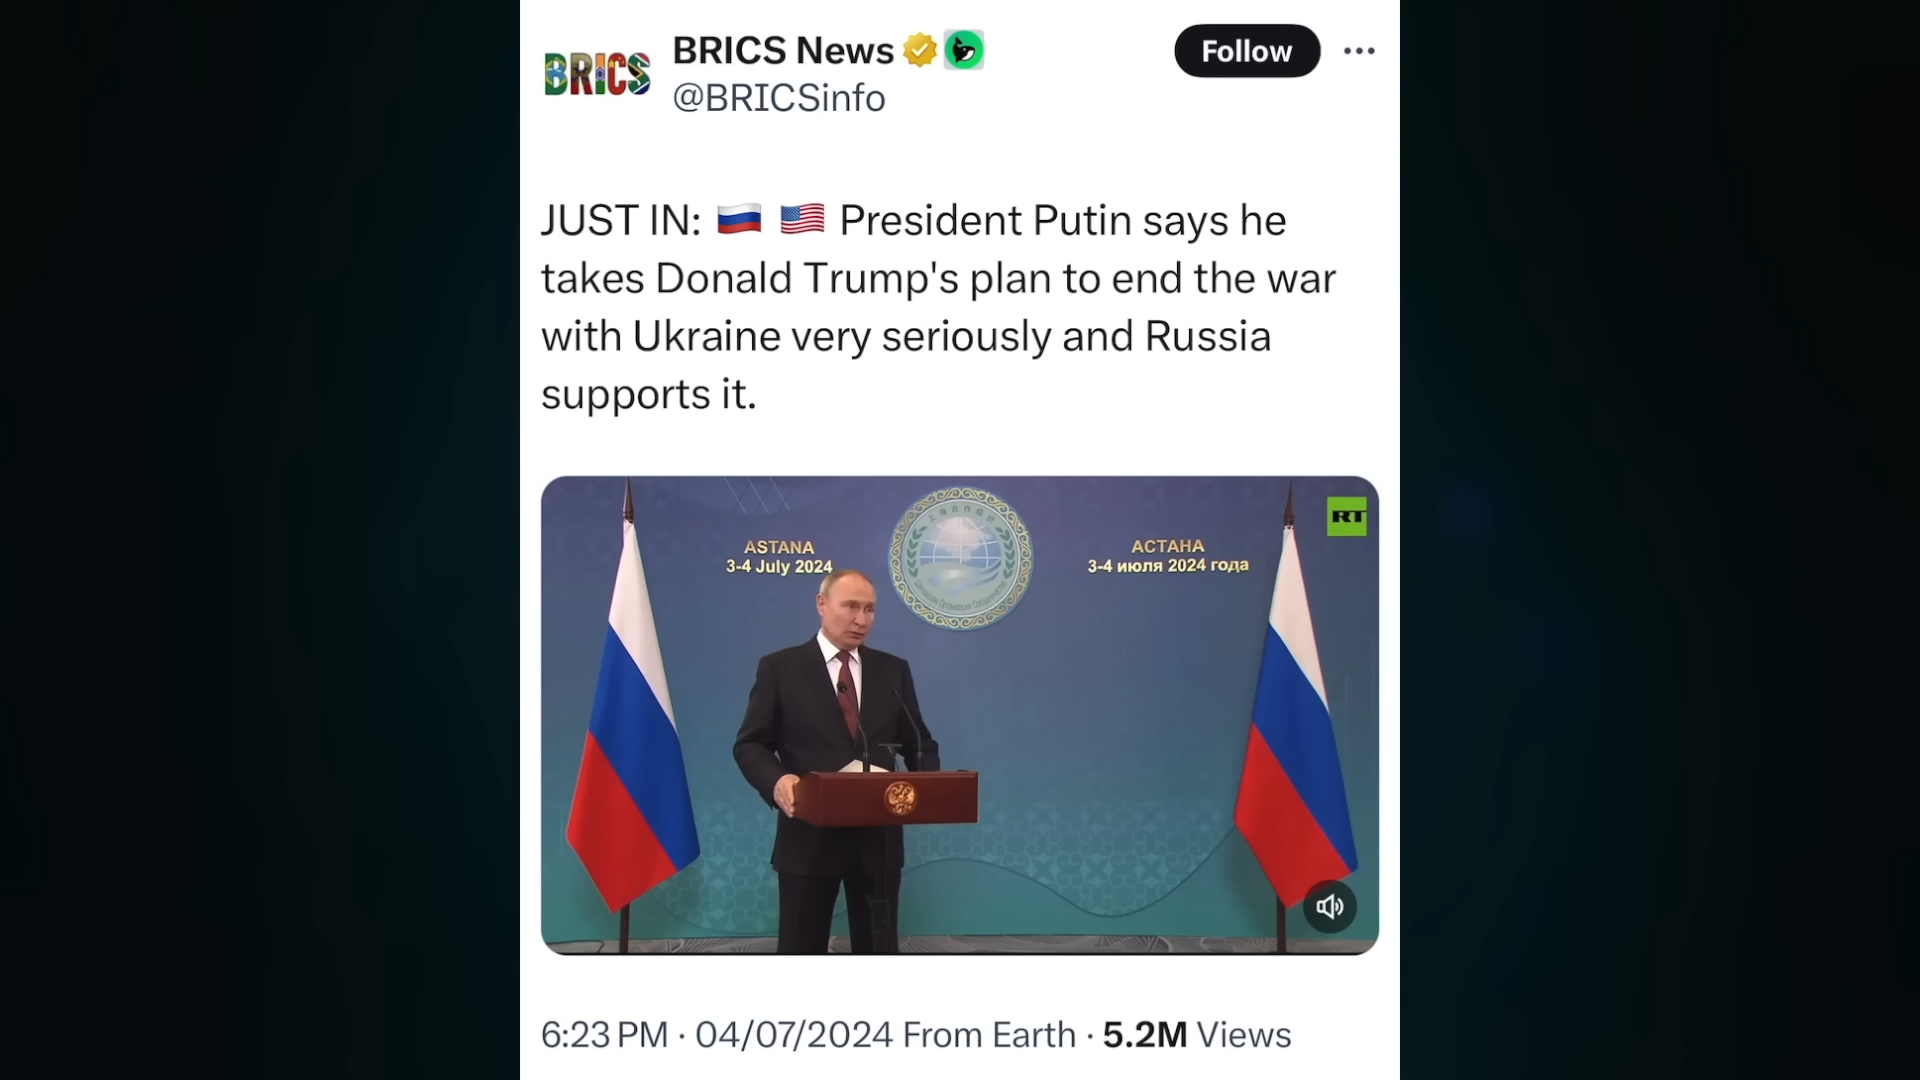 BRICS
BRICS News
@BRICSinfo
Follow
JUST IN: 🇷🇺 🇺🇸 President Putin says he
takes Donald Trump's plan to end the war
with Ukraine very seriously and Russia
supports it.
RT
ASTANA
3-4 July 2024
АСТАНА
3-4 июля 2024 года
6:23 PM · 04/07/2024 From Earth · 5.2M Views